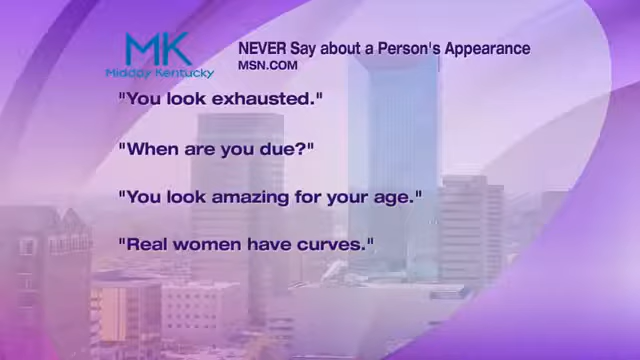 MK
Midday Kentucky
NEVER Say about a Person's Appearance
MSN.COM
"You look exhausted."
"When are you due?"
"You look amazing for your age."
"Real women have curves."